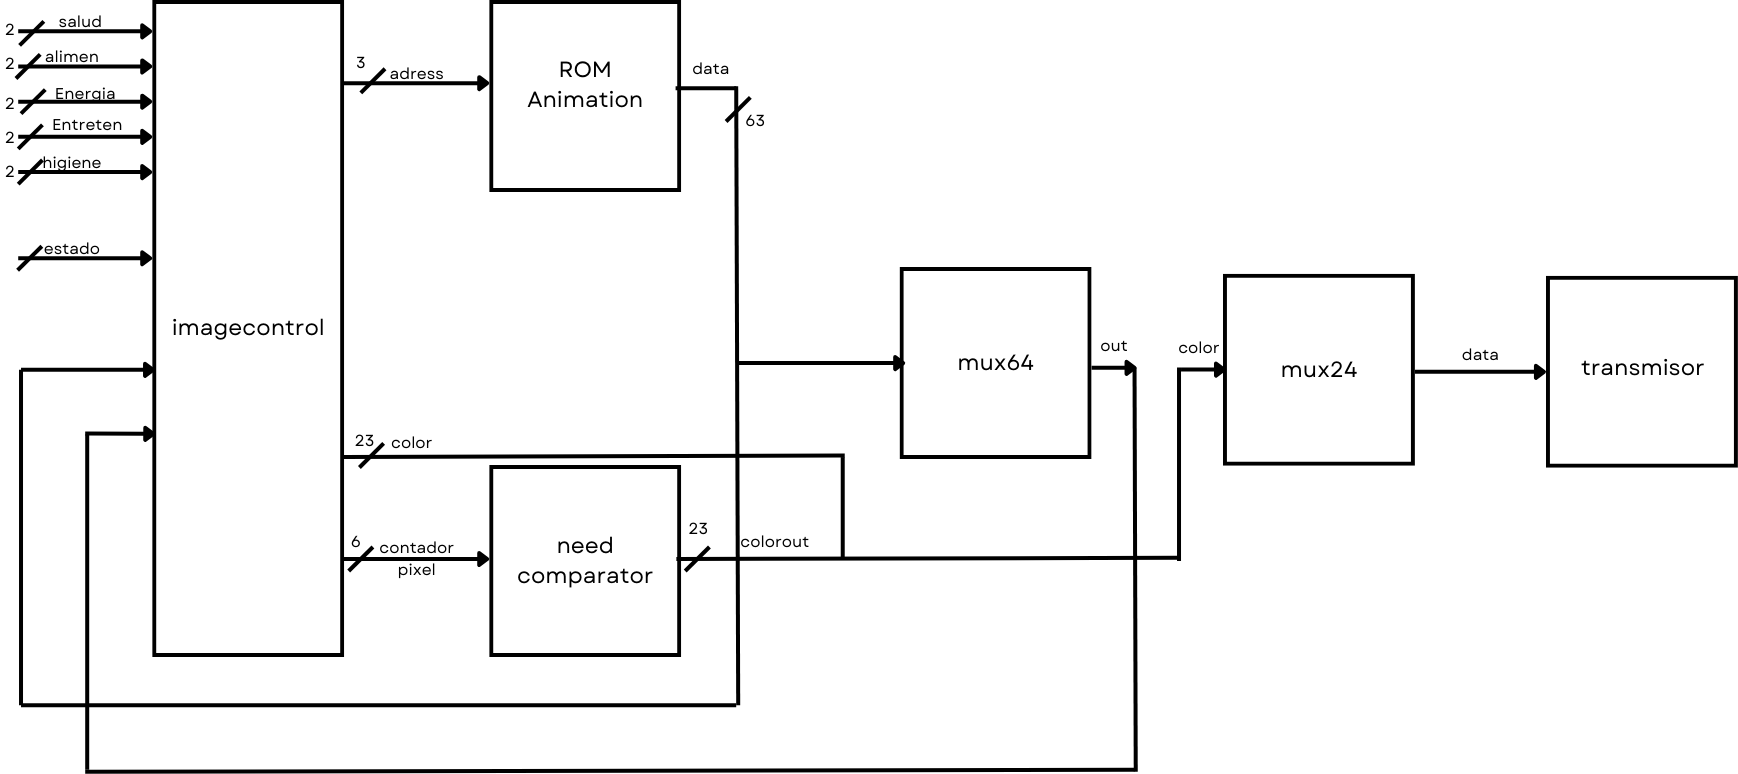 2 salud
2 alimen
2 Energia
2 Entreten
2 higiene
estado
imagecontrol
3 adress
ROM
Animation
data
63
23 color
6 contador
pixel
need
comparator
23
colorout
mux64
out
color
mux24
data
transmisor